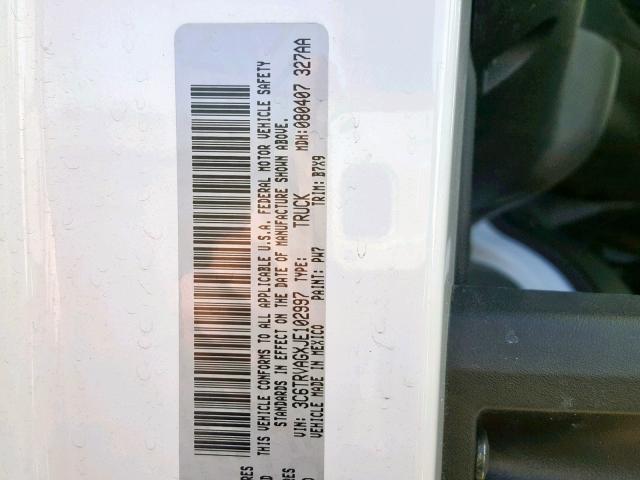 THIS VEHICLE CONFORMS TO ALL APPLICABLE U.S.A. FEDERAL MOTOR VEHICLE SAFETY
STANDARDS IN EFFECT ON THE DATE OF MANUFACTURE SHOWN ABOVE.
VIN: 3C6TRVAGXJE102997 TYPE: TRUCK MDH:080407 327AA
VEHICLE MADE IN MEXICO PAINT: PW7 TRIM: B7X9